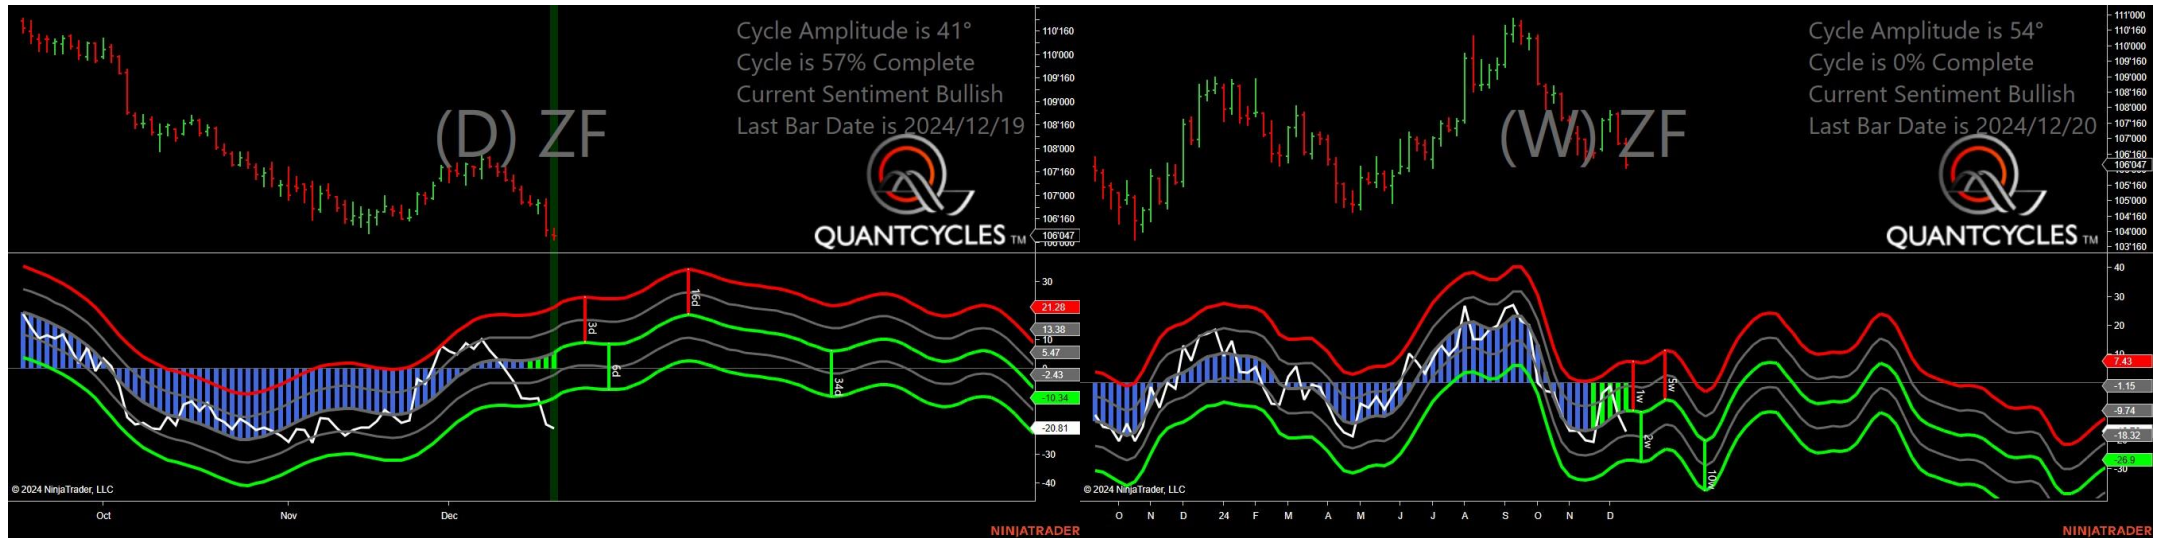 Cycle Amplitude is 41°
Cycle is 57% Complete
Current Sentiment Bullish
Last Bar Date is 2024/12/19
(D) ZF
QUANTCYCLES TM
110'160
110'000
109'160
109'000
108'160
108'000
107'160
107'000
106'160
106'047
30
21.28
13.38
10
5.47
-2.43
-10.34
-20.81
-30
-40
3d
6d
16d
34d
© 2024 NinjaTrader, LLC
Oct Nov Dec
NINJATRADER
Cycle Amplitude is 54°
Cycle is 0% Complete
Current Sentiment Bullish
Last Bar Date is 2024/12/20
(W) ZF
QUANTCYCLES TM
111'000
110'160
110'000
109'160
109'000
108'160
108'000
107'160
107'000
106'160
106'047
105'160
105'000
104'160
104'000
103'160
40
30
20
7.43
-1.15
-9.74
-18.32
-26.9
-30
1w
2w
5w
10w
© 2024 NinjaTrader, LLC
O N D 24 F M A M J J A S O N D
NINJATRADER